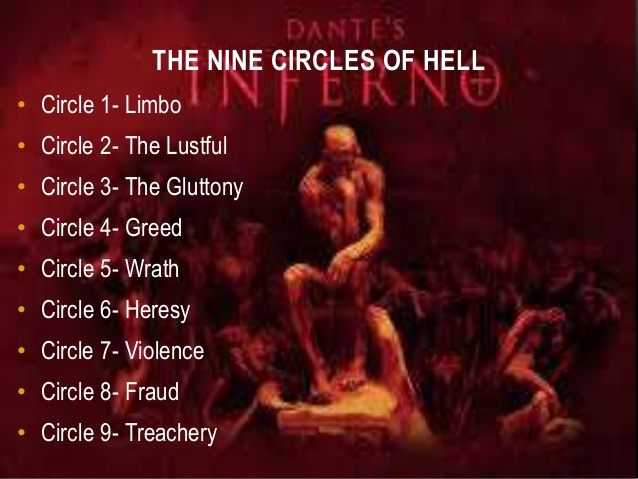 DANTE'S
THE NINE CIRCLES OF HELL
INFERNO
• Circle 1- Limbo
• Circle 2- The Lustful
• Circle 3- The Gluttony
• Circle 4- Greed
• Circle 5- Wrath
• Circle 6- Heresy
• Circle 7- Violence
• Circle 8- Fraud
• Circle 9- Treachery